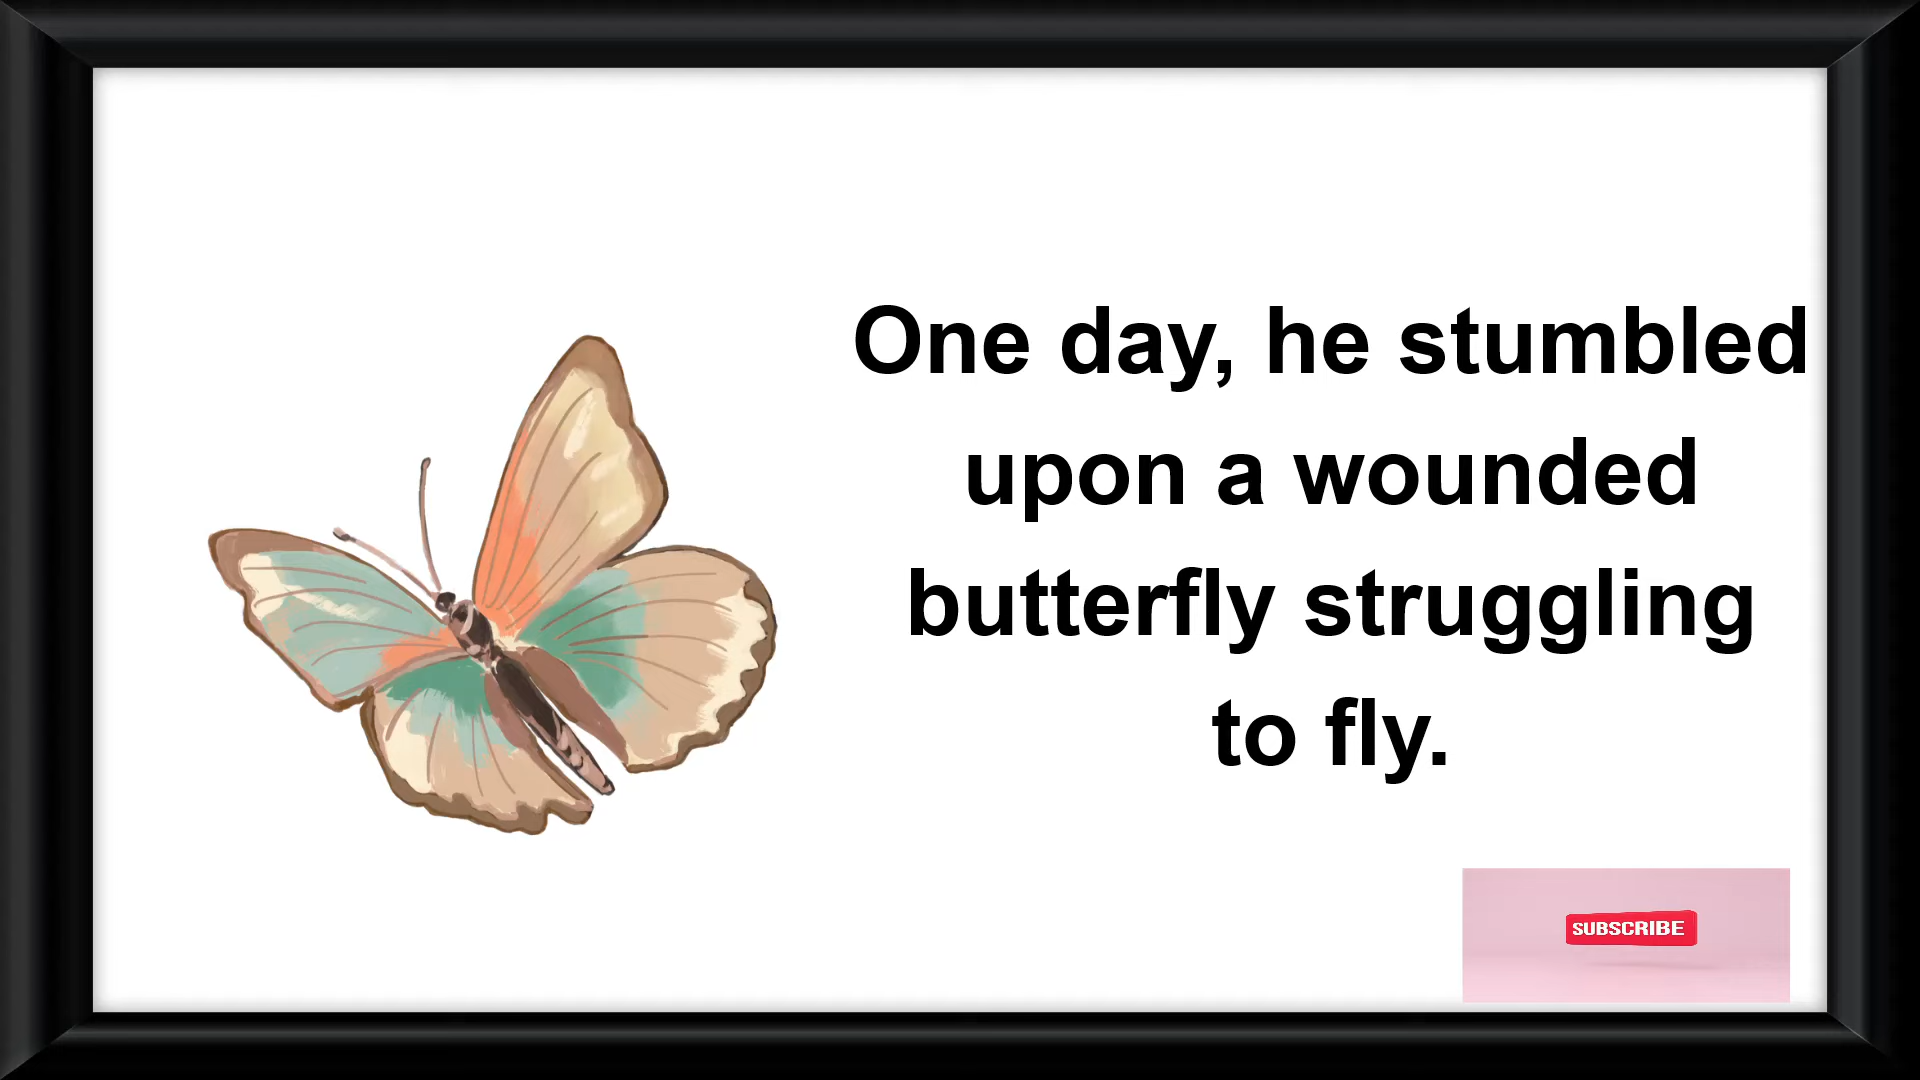 One day, he stumbled
upon a wounded
butterfly struggling
to fly.
SUBSCRIBE